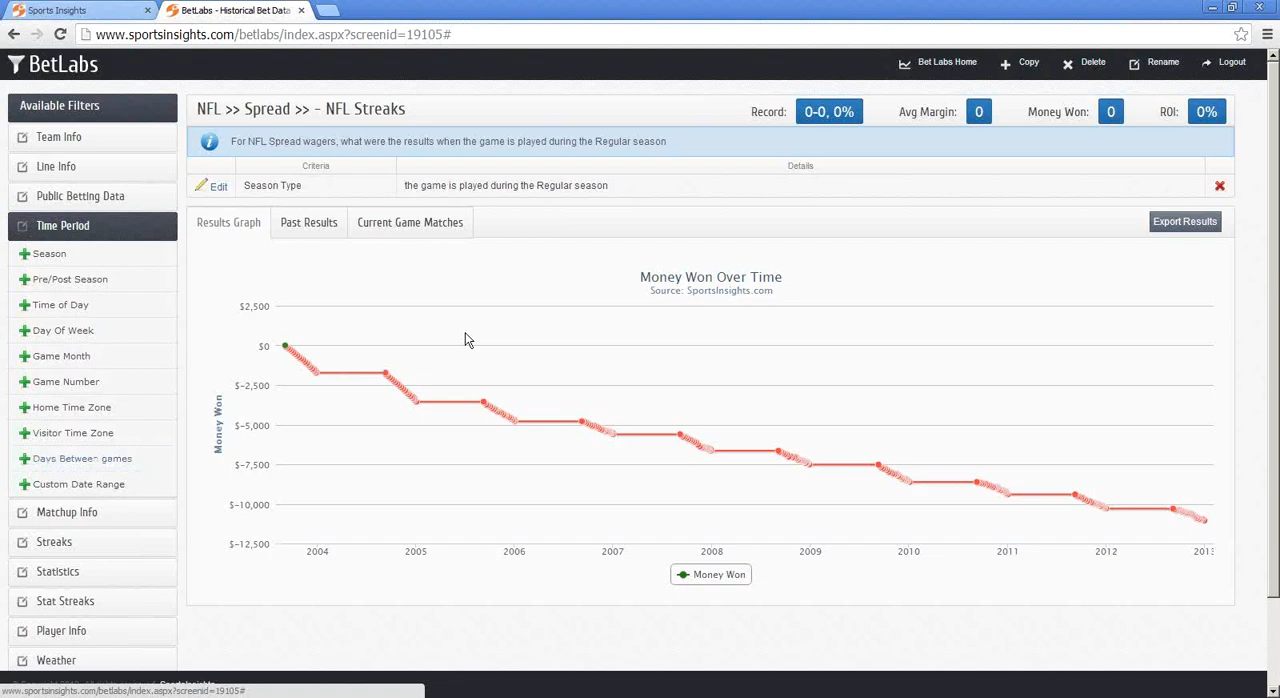 Sports Insights
BetLabs - Historical Bet Data
www.sportsinsights.com/betlabs/index.aspx?screenid=19105#
BetLabs
Bet Labs Home
Copy
Delete
Rename
Logout
Available Filters
Team Info
Line Info
Public Betting Data
Time Period
Season
Pre/Post Season
Time of Day
Day Of Week
Game Month
Game Number
Home Time Zone
Visitor Time Zone
Days Between games
Custom Date Range
Matchup Info
Streaks
Statistics
Stat Streaks
Player Info
Weather
NFL >> Spread >> - NFL Streaks
Record: 0-0, 0% Avg Margin: 0 Money Won: 0 ROI: 0%
For NFL Spread wagers, what were the results when the game is played during the Regular season
Criteria Details
Edit Season Type the game is played during the Regular season
Results Graph Past Results Current Game Matches Export Results
Money Won Over Time
Source: SportsInsights.com
Money Won
$2,500
$0
$-2,500
$-5,000
$-7,500
$-10,000
$-12,500
2004 2005 2006 2007 2008 2009 2010 2011 2012 2013
Money Won
www.sportsinsights.com/betlabs/index.aspx?screenid=19105#